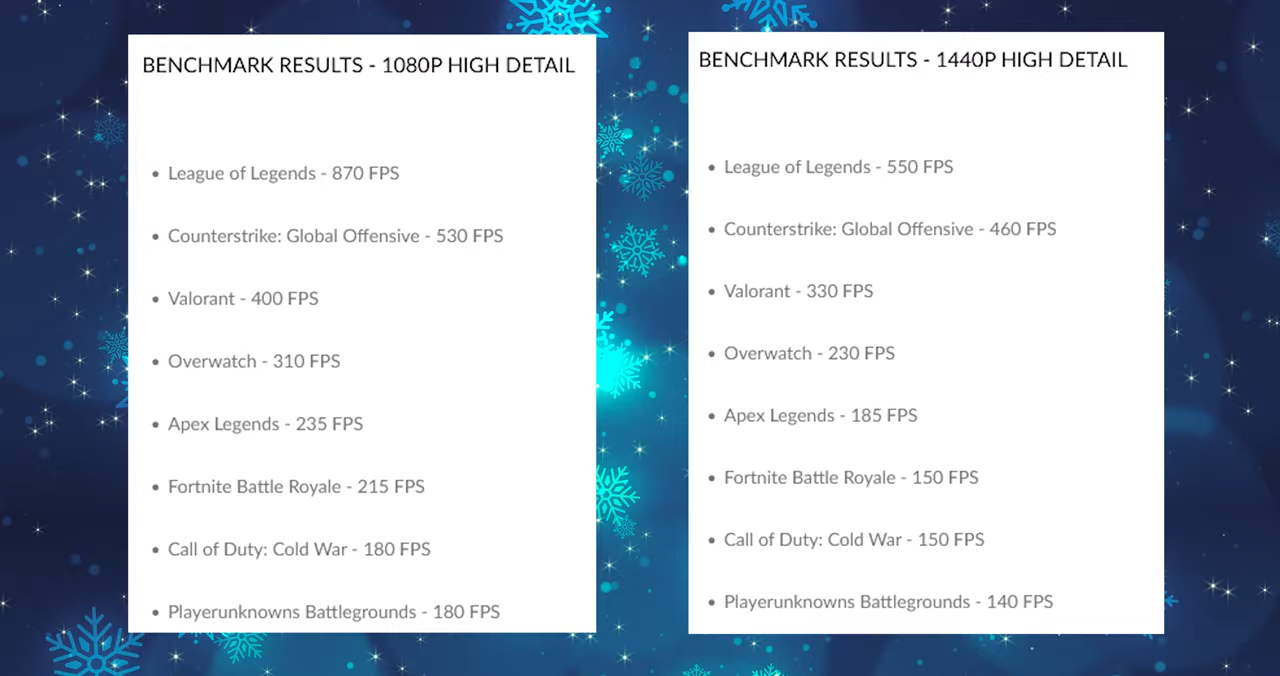 BENCHMARK RESULTS - 1080P HIGH DETAIL
• League of Legends - 870 FPS
• Counterstrike: Global Offensive - 530 FPS
• Valorant - 400 FPS
• Overwatch - 310 FPS
• Apex Legends - 235 FPS
• Fortnite Battle Royale - 215 FPS
• Call of Duty: Cold War - 180 FPS
• Playerunknowns Battlegrounds - 180 FPS
BENCHMARK RESULTS - 1440P HIGH DETAIL
• League of Legends - 550 FPS
• Counterstrike: Global Offensive - 460 FPS
• Valorant - 330 FPS
• Overwatch - 230 FPS
• Apex Legends - 185 FPS
• Fortnite Battle Royale - 150 FPS
• Call of Duty: Cold War - 150 FPS
• Playerunknowns Battlegrounds - 140 FPS